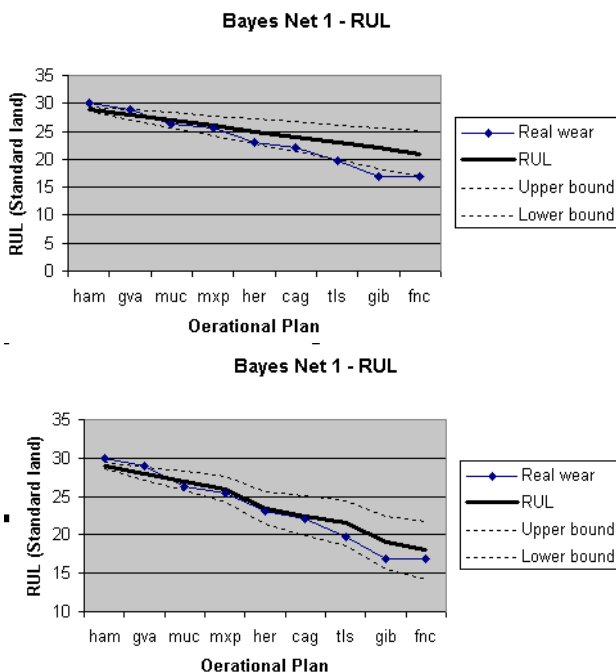 Bayes Net 1 - RUL
35
30
25
20
15
10
5
0
RUL (Standard land)
ham gva muc mxp her cag tls gib fnc
Oerational Plan
Real wear
RUL
Upper bound
Lower bound
Bayes Net 1 - RUL
35
30
25
20
15
10
RUL (Standard land)
ham gva muc mxp her cag tls gib fnc
Oerational Plan
Real wear
RUL
Upper bound
Lower bound